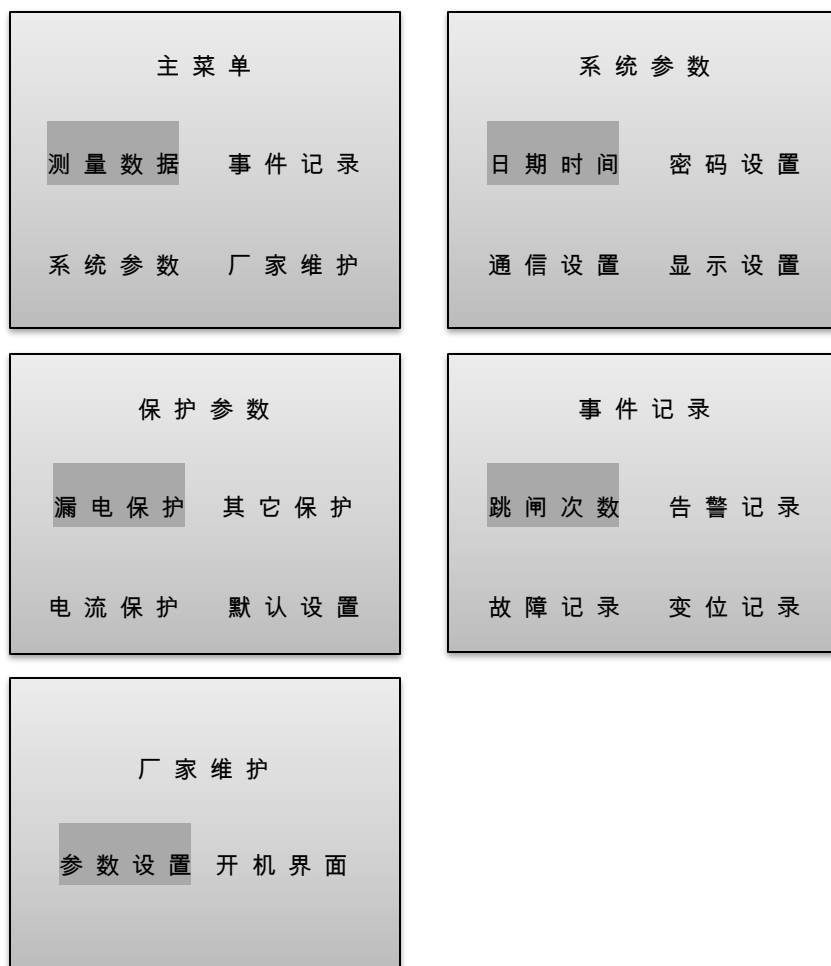 主菜单
测量数据 事件记录
系统参数 厂家维护
系统参数
日期时间 密码设置
通信设置 显示设置
保护参数
漏电保护 其它保护
电流保护 默认设置
事件记录
跳闸次数 告警记录
故障记录 变位记录
厂家维护
参数设置 开机界面